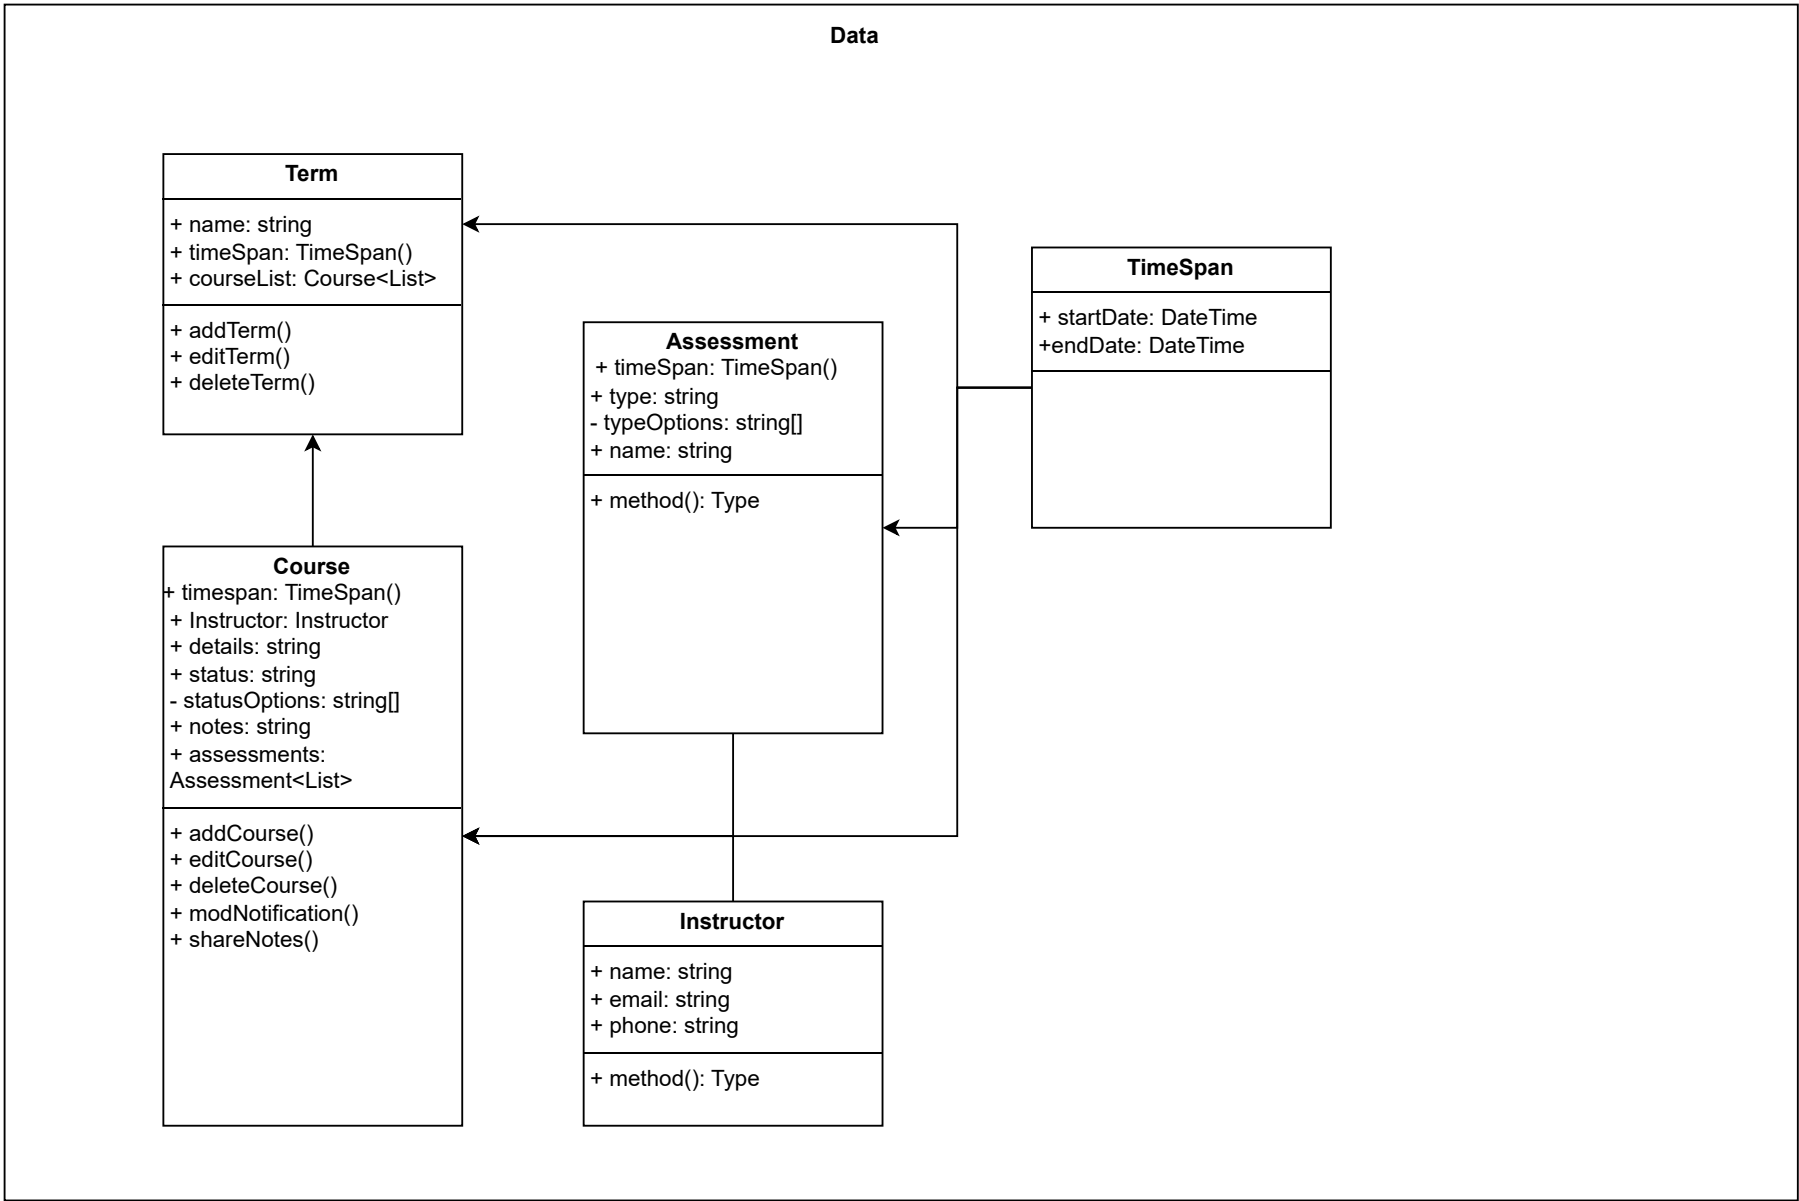 Data
Term
+ name: string
+ timeSpan: TimeSpan()
+ courseList: Course<List>
+ addTerm()
+ editTerm()
+ deleteTerm()
Assessment
+ timeSpan: TimeSpan()
+ type: string
- typeOptions: string[]
+ name: string
+ method(): Type
TimeSpan
+ startDate: DateTime
+endDate: DateTime
Course
+ timespan: TimeSpan()
+ Instructor: Instructor
+ details: string
+ status: string
- statusOptions: string[]
+ notes: string
+ assessments:
Assessment<List>
+ addCourse()
+ editCourse()
+ deleteCourse()
+ modNotification()
+ shareNotes()
Instructor
+ name: string
+ email: string
+ phone: string
+ method(): Type